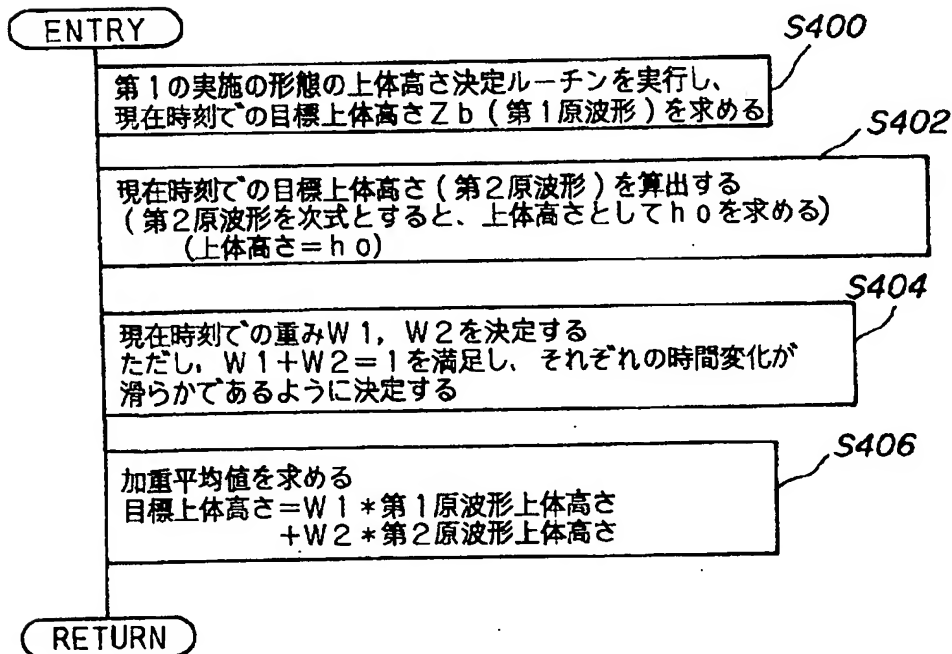 ENTRY
S400
第1の実施の形態の上体高さ決定ルーチンを実行し、
現在時刻での目標上体高さZb(第1原波形)を求める
S402
現在時刻での目標上体高さ(第2原波形)を算出する
(第2原波形を次式とすると、上体高さとしてh0を求める)
(上体高さ=h0)
S404
現在時刻での重みW1,W2を決定する
ただし,W1+W2=1を満足し、それぞれの時間変化が
滑らかであるように決定する
S406
加重平均値を求める
目標上体高さ=W1*第1原波形上体高さ
+W2*第2原波形上体高さ
RETURN